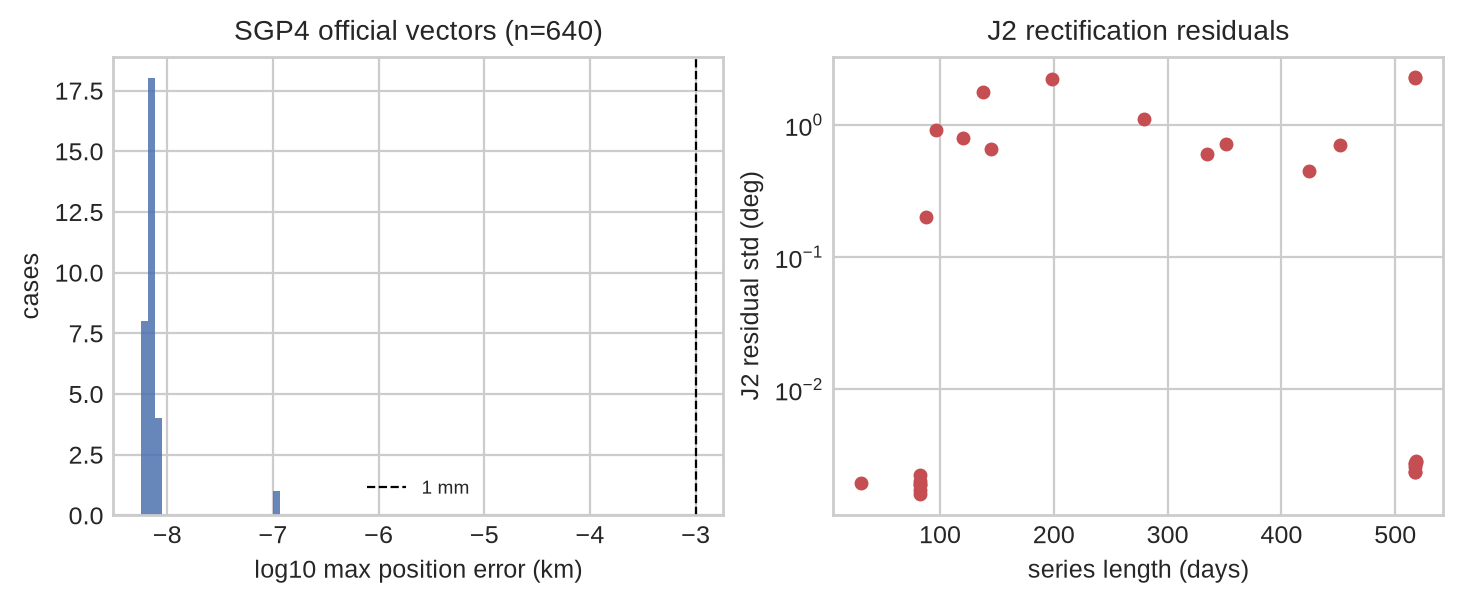 SGP4 official vectors (n=640)
17.5
15.0
12.5
10.0
7.5
5.0
2.5
0.0
cases
1 mm
−8 −7 −6 −5 −4 −3
log10 max position error (km)
J2 rectification residuals
10⁰
10⁻¹
10⁻²
J2 residual std (deg)
100 200 300 400 500
series length (days)